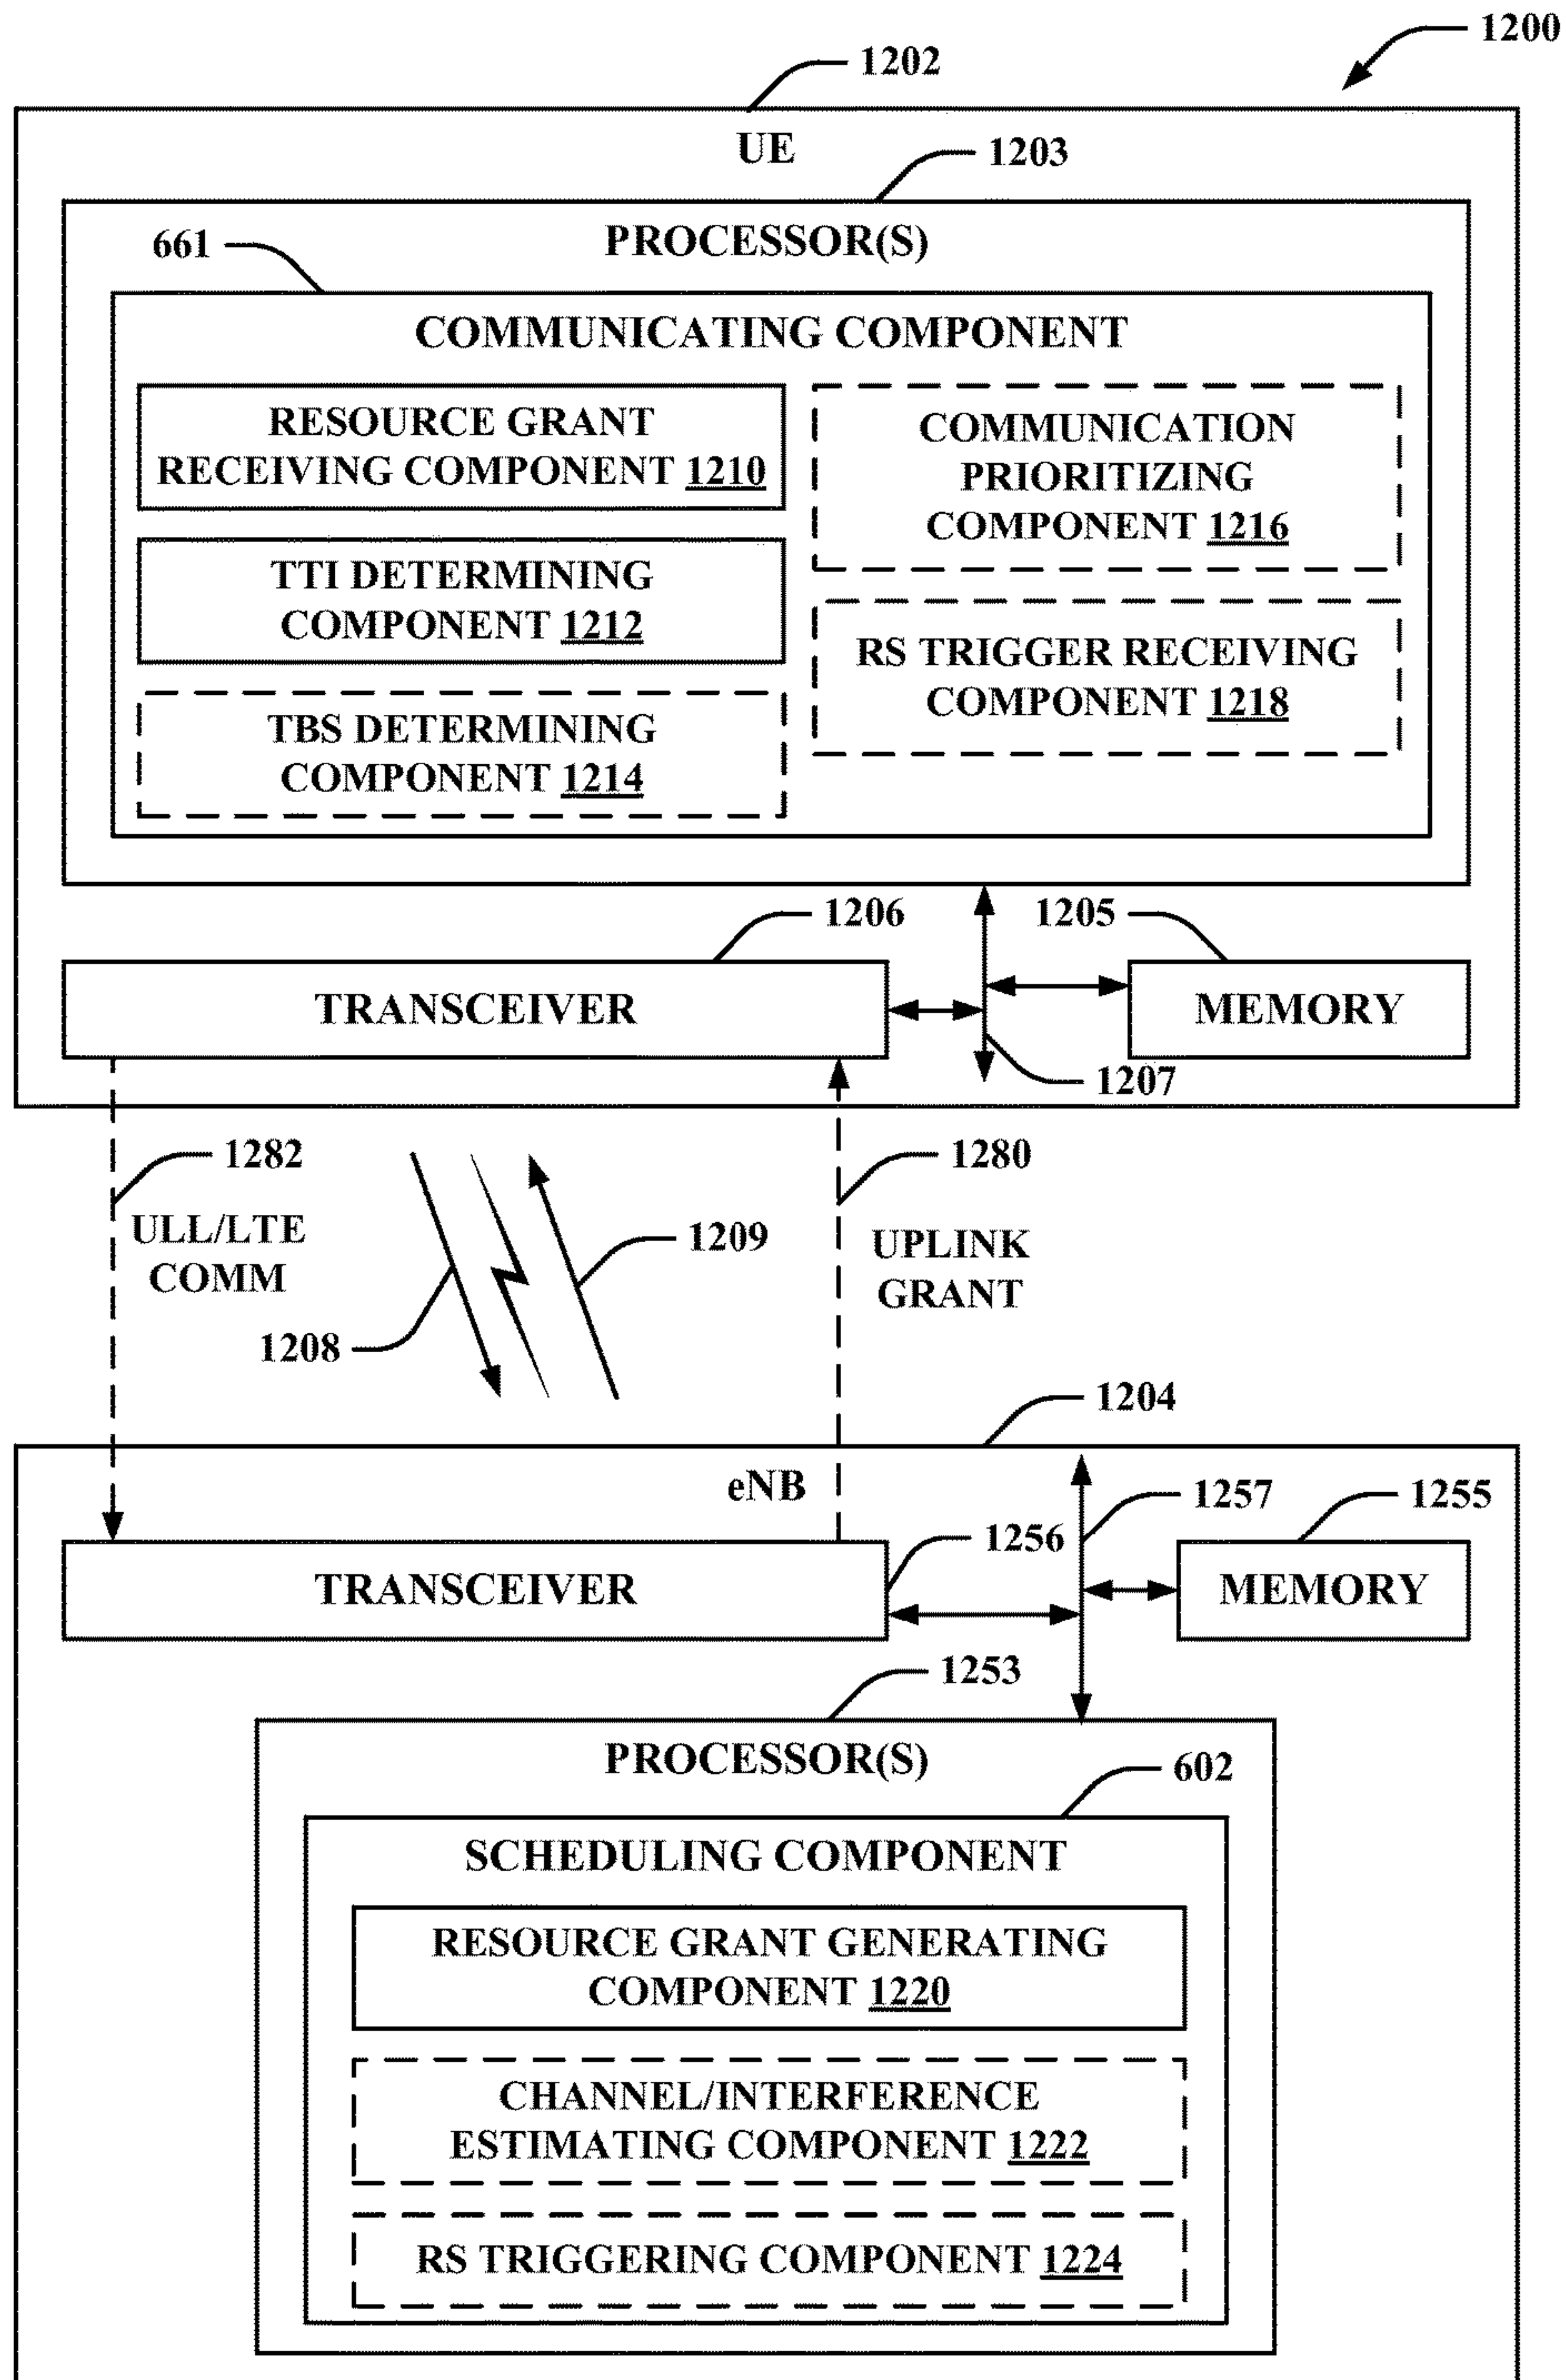 1200
1202
UE
1203
PROCESSOR(S)
661
COMMUNICATING COMPONENT
RESOURCE GRANT
RECEIVING COMPONENT 1210
TTI DETERMINING
COMPONENT 1212
TBS DETERMINING
COMPONENT 1214
COMMUNICATION
PRIORITIZING
COMPONENT 1216
RS TRIGGER RECEIVING
COMPONENT 1218
1206
1205
TRANSCEIVER
MEMORY
1207
1282
ULL/LTE
COMM
1208
1209
1280
UPLINK
GRANT
1204
eNB
1257
1255
1256
TRANSCEIVER
MEMORY
1253
PROCESSOR(S)
602
SCHEDULING COMPONENT
RESOURCE GRANT GENERATING
COMPONENT 1220
CHANNEL/INTERFERENCE
ESTIMATING COMPONENT 1222
RS TRIGGERING COMPONENT 1224